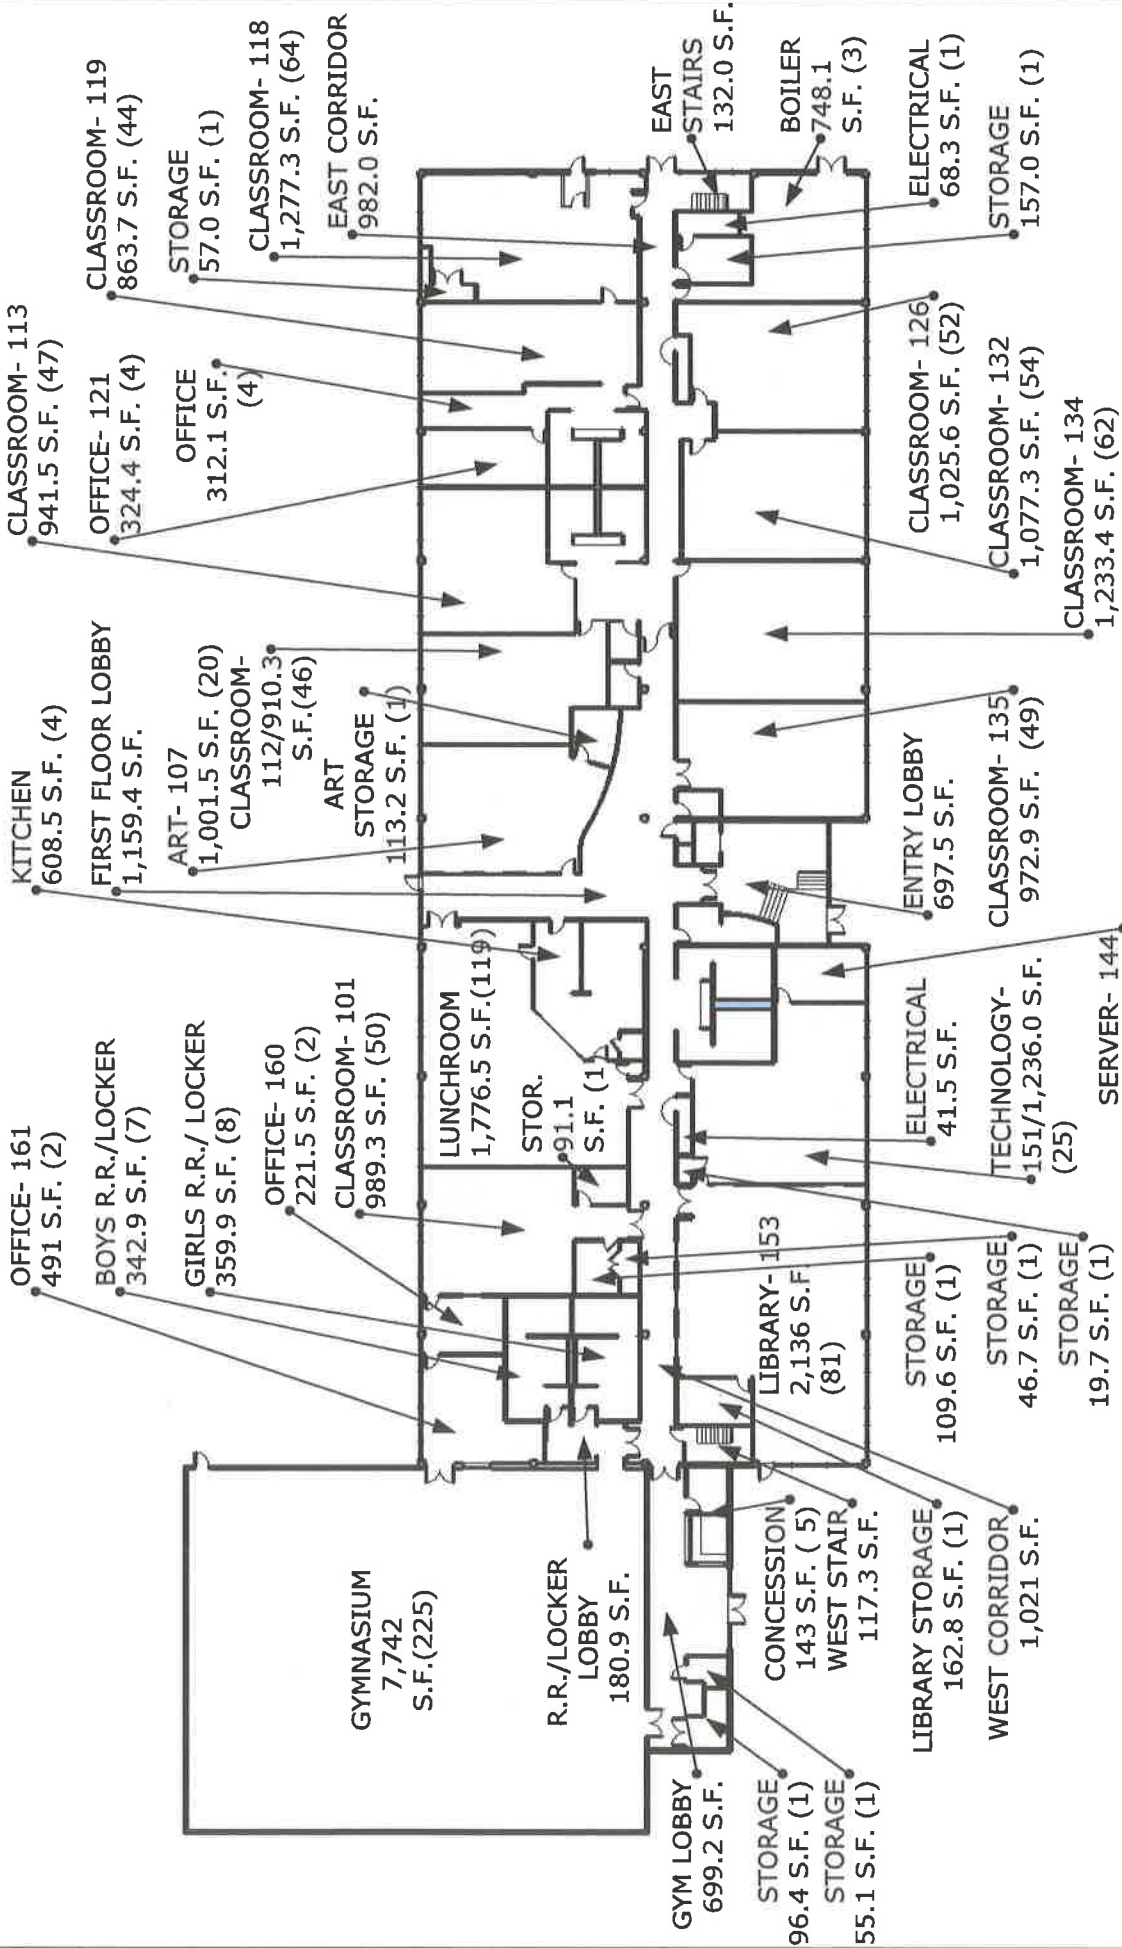 OFFICE- 161
491 S.F. (2)
BOYS R.R./LOCKER
342.9 S.F. (7)
GIRLS R.R./ LOCKER
359.9 S.F. (8)
OFFICE- 160
221.5 S.F. (2)
CLASSROOM- 101
989.3 S.F. (50)
KITCHEN
608.5 S.F. (4)
FIRST FLOOR LOBBY
1,159.4 S.F.
ART- 107
1,001.5 S.F. (20)
CLASSROOM-
112/910.3
S.F.(46)
ART
STORAGE
113.2 S.F. (1)
CLASSROOM- 113
941.5 S.F. (47)
OFFICE- 121
324.4 S.F. (4)
OFFICE
312.1 S.F.
(4)
CLASSROOM- 119
863.7 S.F. (44)
STORAGE
57.0 S.F. (1)
CLASSROOM- 118
1,277.3 S.F. (64)
EAST CORRIDOR
982.0 S.F.
LUNCHROOM
1,776.5 S.F.(119)
STOR.
91.1
S.F. (1)
GYMNASIUM
7,742
S.F.(225)
R.R./LOCKER
LOBBY
180.9 S.F.
EAST
STAIRS
132.0 S.F.
BOILER
748.1
S.F. (3)
ELECTRICAL
68.3 S.F. (1)
STORAGE
157.0 S.F. (1)
GYM LOBBY
699.2 S.F.
STORAGE
96.4 S.F. (1)
STORAGE
55.1 S.F. (1)
CONCESSION
143 S.F. ( 5)
WEST STAIR
117.3 S.F.
LIBRARY STORAGE
162.8 S.F. (1)
WEST CORRIDOR
1,021 S.F.
LIBRARY- 153
2,136 S.F.
(81)
STORAGE
109.6 S.F. (1)
STORAGE
46.7 S.F. (1)
STORAGE
19.7 S.F. (1)
ELECTRICAL
41.5 S.F.
TECHNOLOGY-
151/1,236.0 S.F.
(25)
SERVER- 144
ENTRY LOBBY
697.5 S.F.
CLASSROOM- 135
972.9 S.F. (49)
CLASSROOM- 126
1,025.6 S.F. (52)
CLASSROOM- 132
1,077.3 S.F. (54)
CLASSROOM- 134
1,233.4 S.F. (62)